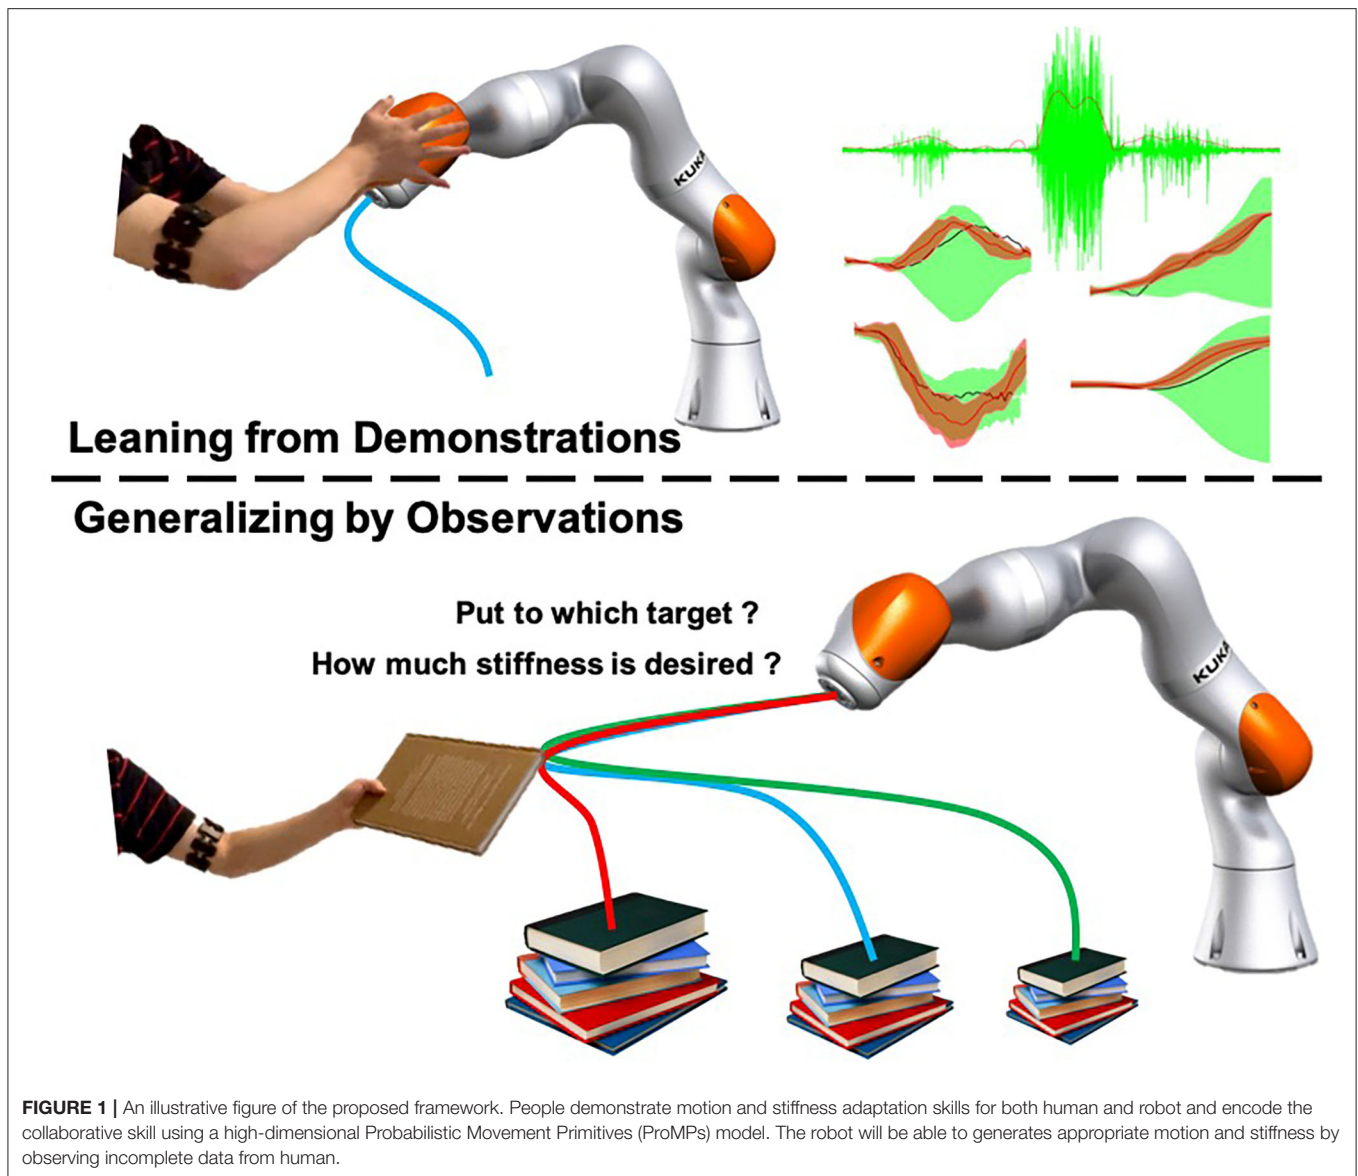 KUKA
Leaning from Demonstrations
Generalizing by Observations
Put to which target ?
How much stiffness is desired ?
KUKA
FIGURE 1 | An illustrative figure of the proposed framework. People demonstrate motion and stiffness adaptation skills for both human and robot and encode the
collaborative skill using a high-dimensional Probabilistic Movement Primitives (ProMPs) model. The robot will be able to generates appropriate motion and stiffness by
observing incomplete data from human.